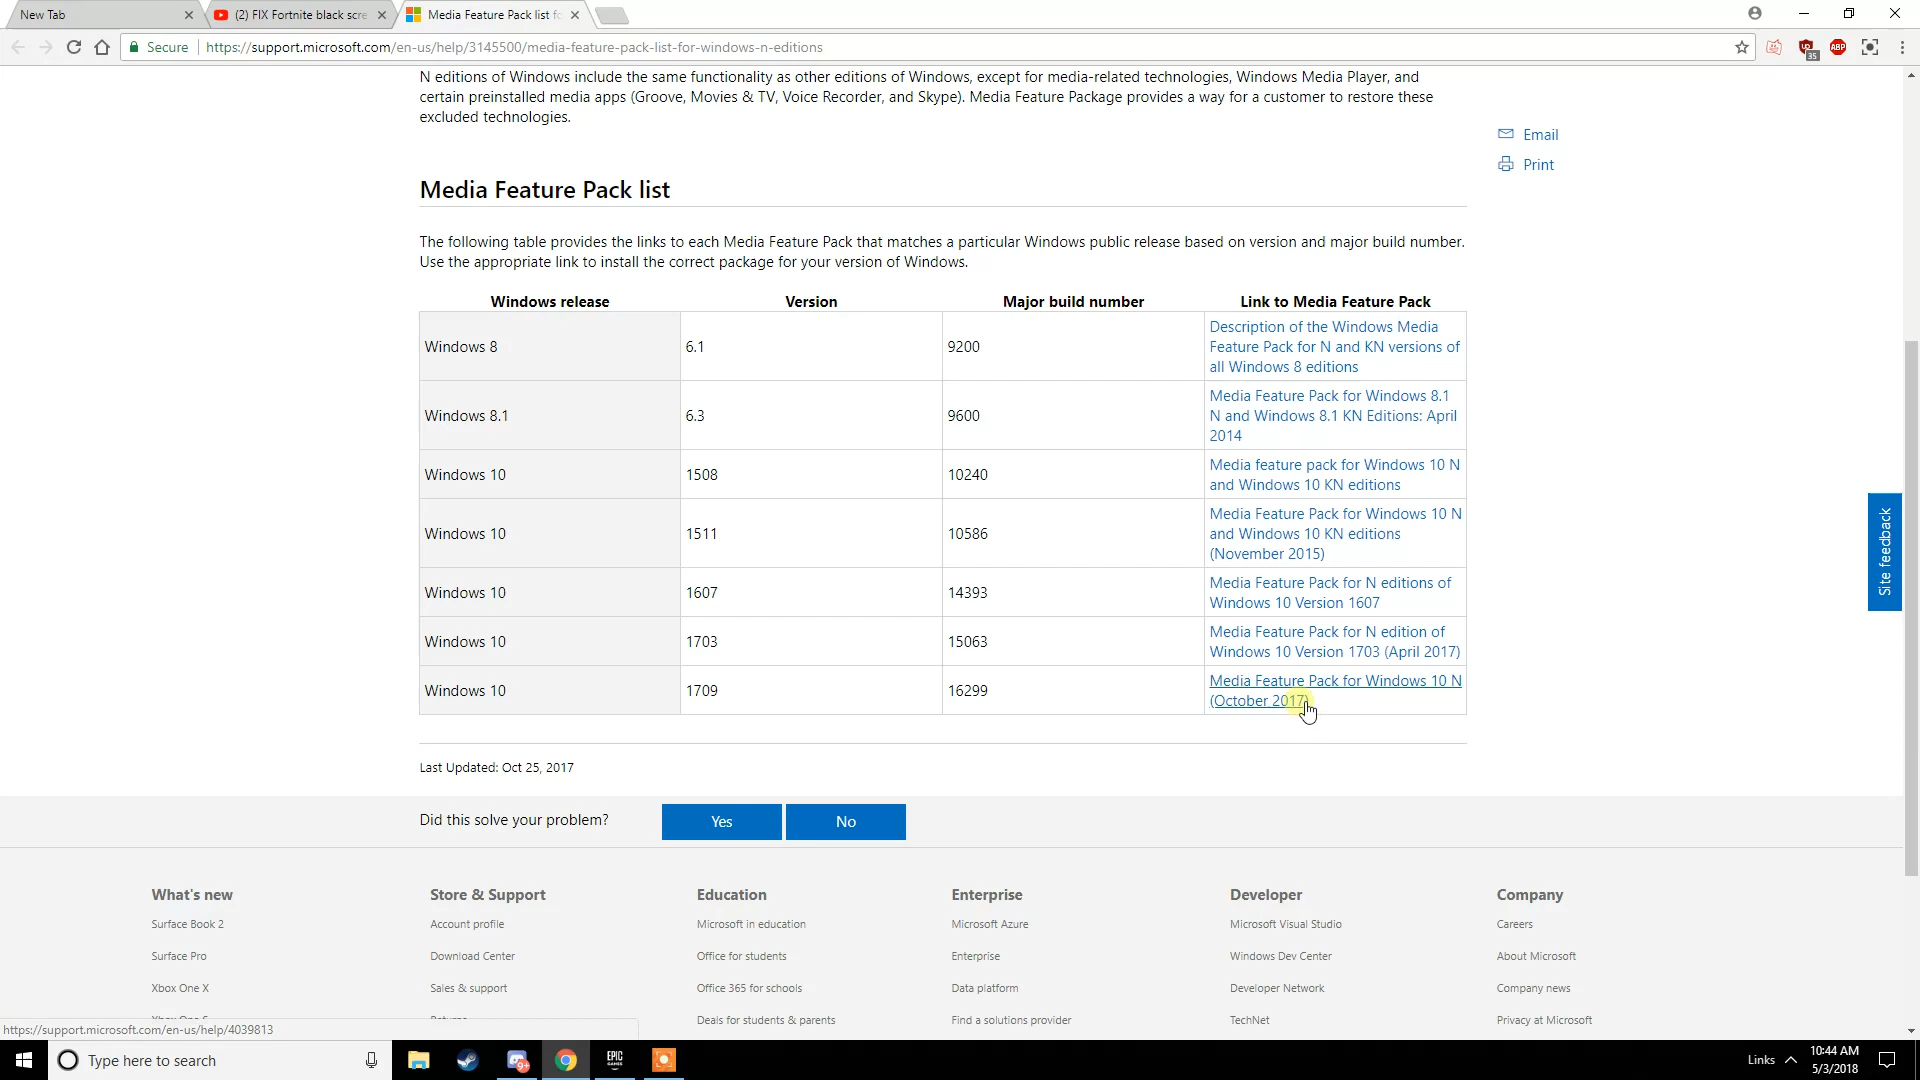 New Tab
(2) FIX Fortnite black scre
Media Feature Pack list fo
Secure
https://support.microsoft.com/en-us/help/3145500/media-feature-pack-list-for-windows-n-editions
35
ABP
N editions of Windows include the same functionality as other editions of Windows, except for media-related technologies, Windows Media Player, and
certain preinstalled media apps (Groove, Movies & TV, Voice Recorder, and Skype). Media Feature Package provides a way for a customer to restore these
excluded technologies.
Email
Print
Media Feature Pack list
The following table provides the links to each Media Feature Pack that matches a particular Windows public release based on version and major build number.
Use the appropriate link to install the correct package for your version of Windows.
Windows release Version Major build number Link to Media Feature Pack
Windows 8 6.1 9200 Description of the Windows Media
Feature Pack for N and KN versions of
all Windows 8 editions
Windows 8.1 6.3 9600 Media Feature Pack for Windows 8.1
N and Windows 8.1 KN Editions: April
2014
Windows 10 1508 10240 Media feature pack for Windows 10 N
and Windows 10 KN editions
Windows 10 1511 10586 Media Feature Pack for Windows 10 N
and Windows 10 KN editions
(November 2015)
Windows 10 1607 14393 Media Feature Pack for N editions of
Windows 10 Version 1607
Windows 10 1703 15063 Media Feature Pack for N edition of
Windows 10 Version 1703 (April 2017)
Windows 10 1709 16299 Media Feature Pack for Windows 10 N
(October 2017)
Site feedback
Last Updated: Oct 25, 2017
Did this solve your problem? Yes No
What's new Store & Support Education Enterprise Developer Company
Surface Book 2 Account profile Microsoft in education Microsoft Azure Microsoft Visual Studio Careers
Surface Pro Download Center Office for students Enterprise Windows Dev Center About Microsoft
Xbox One X Sales & support Office 365 for schools Data platform Developer Network Company news
Xbox One S Returns Deals for students & parents Find a solutions provider TechNet Privacy at Microsoft
https://support.microsoft.com/en-us/help/4039813
Type here to search
9+
EPIC
GAMES
Links
10:44 AM
5/3/2018